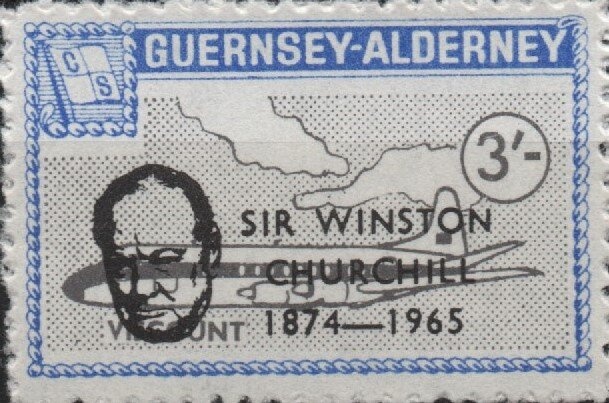 C
S
GUERNSEY-ALDERNEY
3'-
SIR WINSTON
CHURCHILL
1874—1965
VISCOUNT